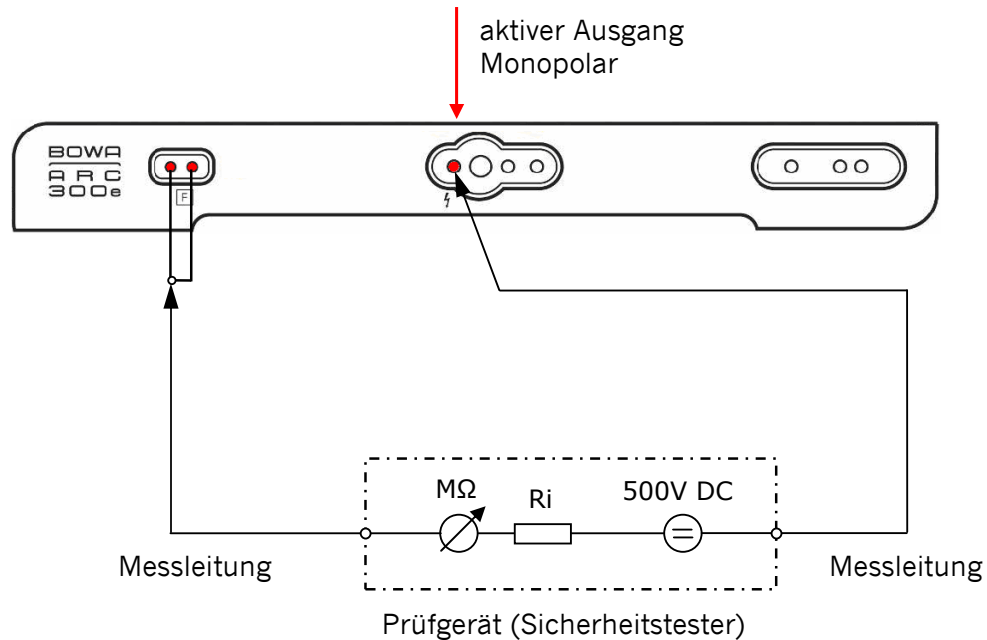 aktiver Ausgang
Monopolar
BOWA
ARC
300e
F
MΩ
Ri
500V DC
Messleitung
Messleitung
Prüfgerät (Sicherheitstester)